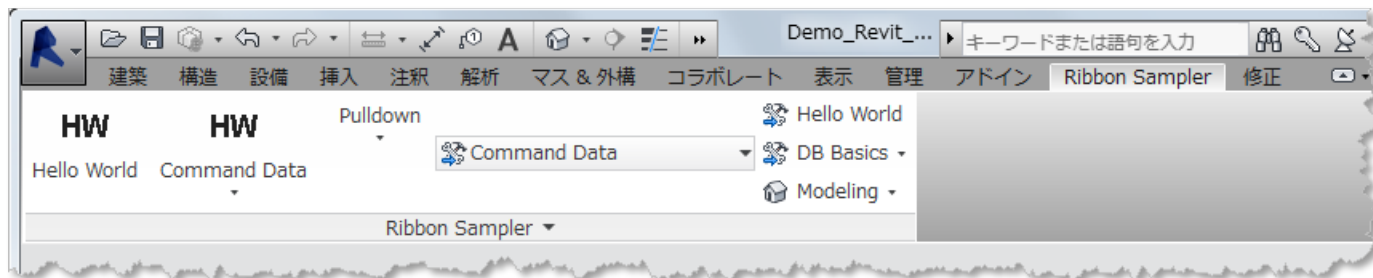 A Demo_Revit_... キーワードまたは語句を入力
建築 構造 設備 挿入 注釈 解析 マス & 外構 コラボレート 表示 管理 アドイン Ribbon Sampler 修正
HW HW Pulldown Hello World
Command Data DB Basics
Hello World Command Data
Modeling
Ribbon Sampler